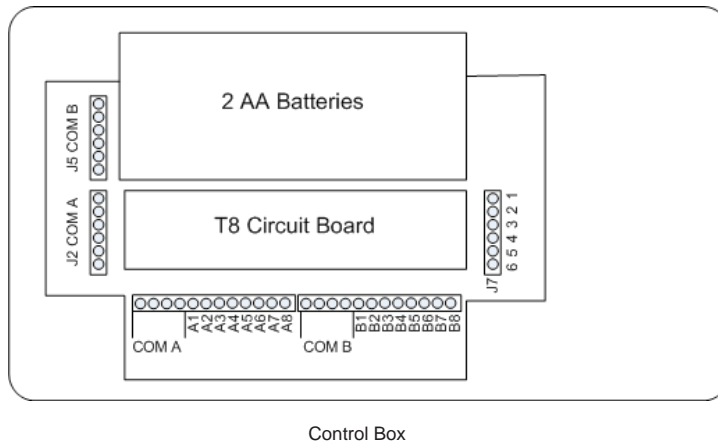 2 AA Batteries
J5 COM B
J2 COM A
T8 Circuit Board
J7
6 5 4 3 2 1
COM A
A1
A2
A3
A4
A5
A6
A7
A8
COM B
B1
B2
B3
B4
B5
B6
B7
B8
Control Box